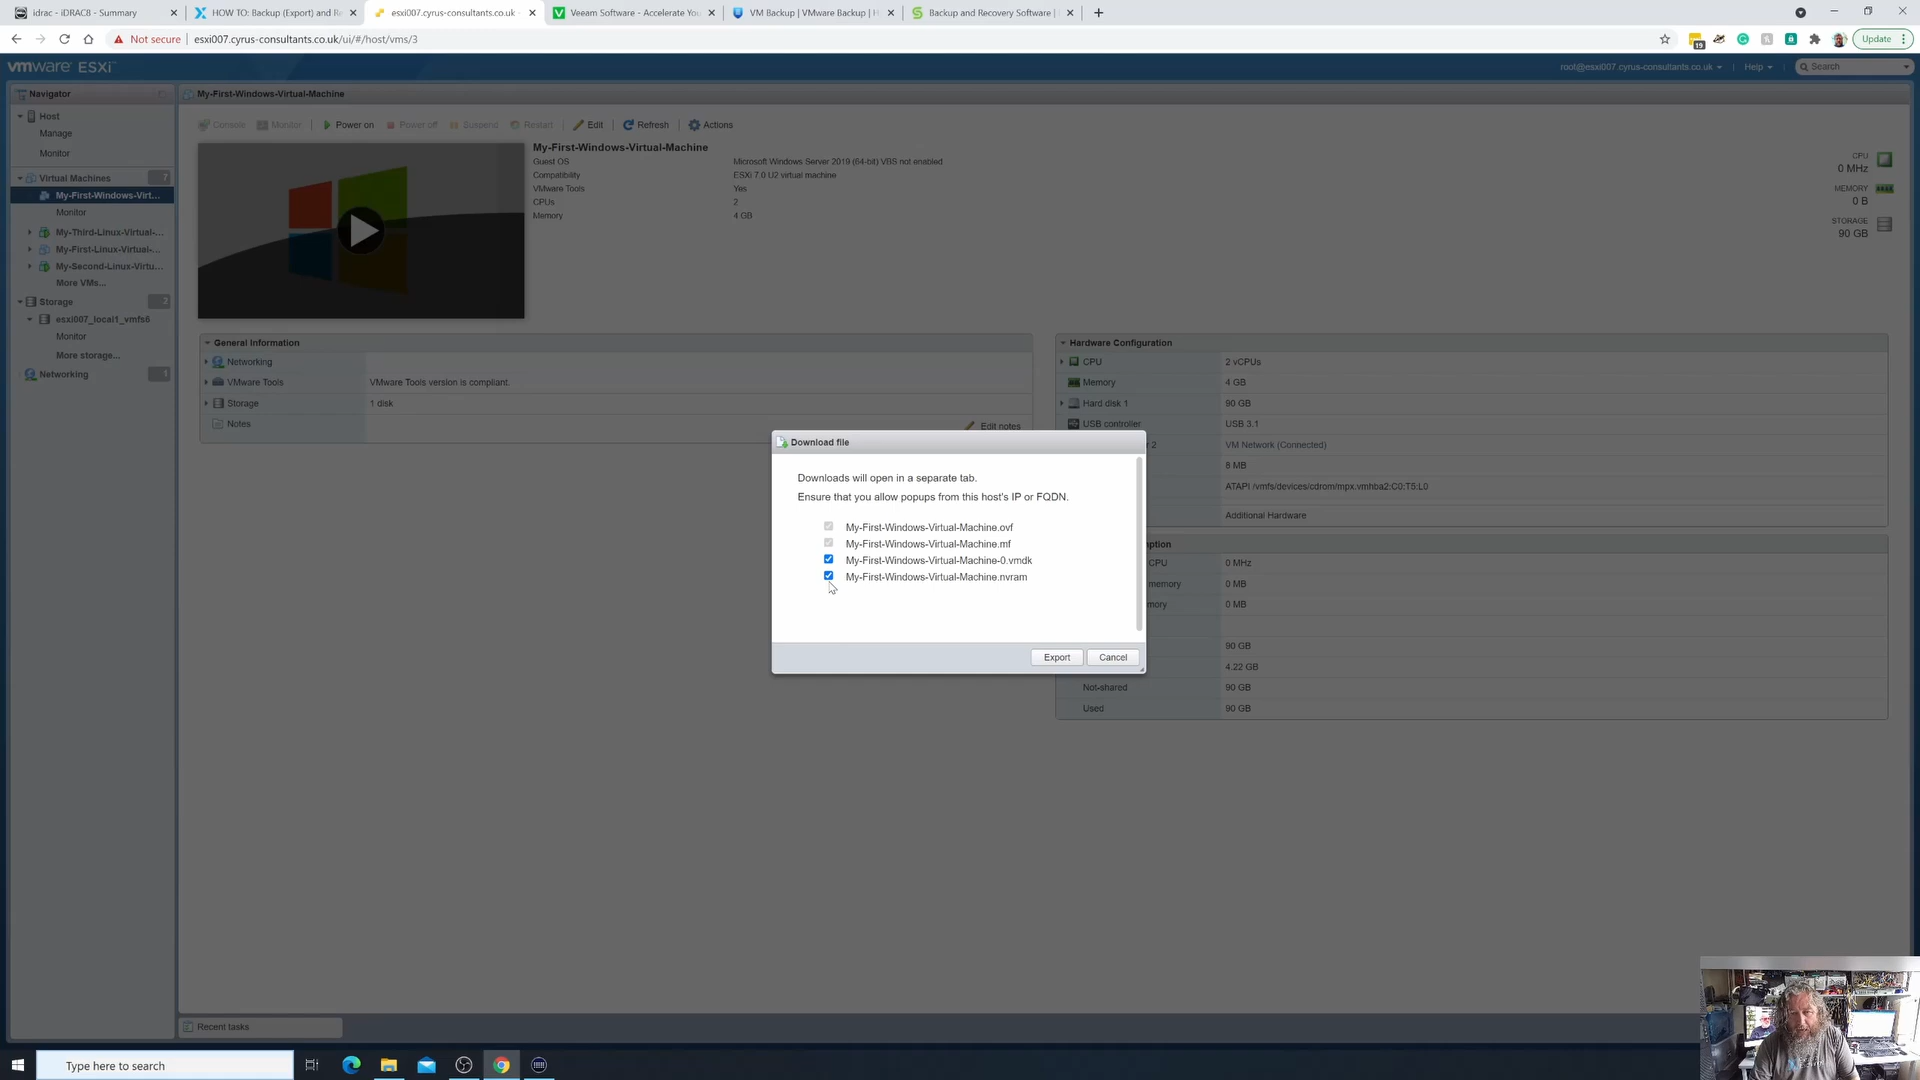 idrac - iDRAC8 - Summary
HOW TO: Backup (Export) and Re
esxi007.cyrus-consultants.co.uk
Veeam Software - Accelerate You
VM Backup | VMware Backup | H
Backup and Recovery Software |
Not secure
esxi007.cyrus-consultants.co.uk/ui/#/host/vms/3
19
Update
vmware ESXi
root@esxi007.cyrus-consultants.co.uk
Help
Search
Navigator
My-First-Windows-Virtual-Machine
Host
Manage
Monitor
Virtual Machines
7
My-First-Windows-Virt...
Monitor
My-Third-Linux-Virtual-...
My-First-Linux-Virtual-...
My-Second-Linux-Virtu...
More VMs...
Storage
2
esxi007_local1_vmfs6
Monitor
More storage...
Networking
1
Console
Monitor
Power on
Power off
Suspend
Restart
Edit
Refresh
Actions
My-First-Windows-Virtual-Machine
Guest OS
Microsoft Windows Server 2019 (64-bit) VBS not enabled
Compatibility
ESXi 7.0 U2 virtual machine
VMware Tools
Yes
CPUs
2
Memory
4 GB
CPU
0 MHz
MEMORY
0 B
STORAGE
90 GB
General Information
Networking
VMware Tools
VMware Tools version is compliant.
Storage
1 disk
Notes
Edit notes
Hardware Configuration
CPU
2 vCPUs
Memory
4 GB
Hard disk 1
90 GB
USB controller
USB 3.1
2
VM Network (Connected)
8 MB
ATAPI /vmfs/devices/cdrom/mpx.vmhba2:C0:T5:L0
Additional Hardware
ption
CPU
0 MHz
memory
0 MB
mory
0 MB
90 GB
4.22 GB
Not-shared
90 GB
Used
90 GB
Download file
Downloads will open in a separate tab.
Ensure that you allow popups from this host's IP or FQDN.
My-First-Windows-Virtual-Machine.ovf
My-First-Windows-Virtual-Machine.mf
My-First-Windows-Virtual-Machine-0.vmdk
My-First-Windows-Virtual-Machine.nvram
Export
Cancel
Recent tasks
Type here to search